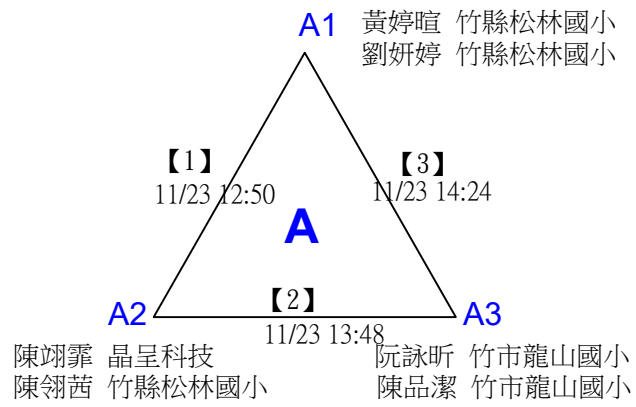 A1
黃婷暄 竹縣松林國小
劉妍婷 竹縣松林國小
【1】
11/23 12:50
【3】
11/23 14:24
A
【2】
11/23 13:48
A2
陳翊霏 晶呈科技
陳翎茜 竹縣松林國小
A3
阮詠昕 竹市龍山國小
陳品潔 竹市龍山國小